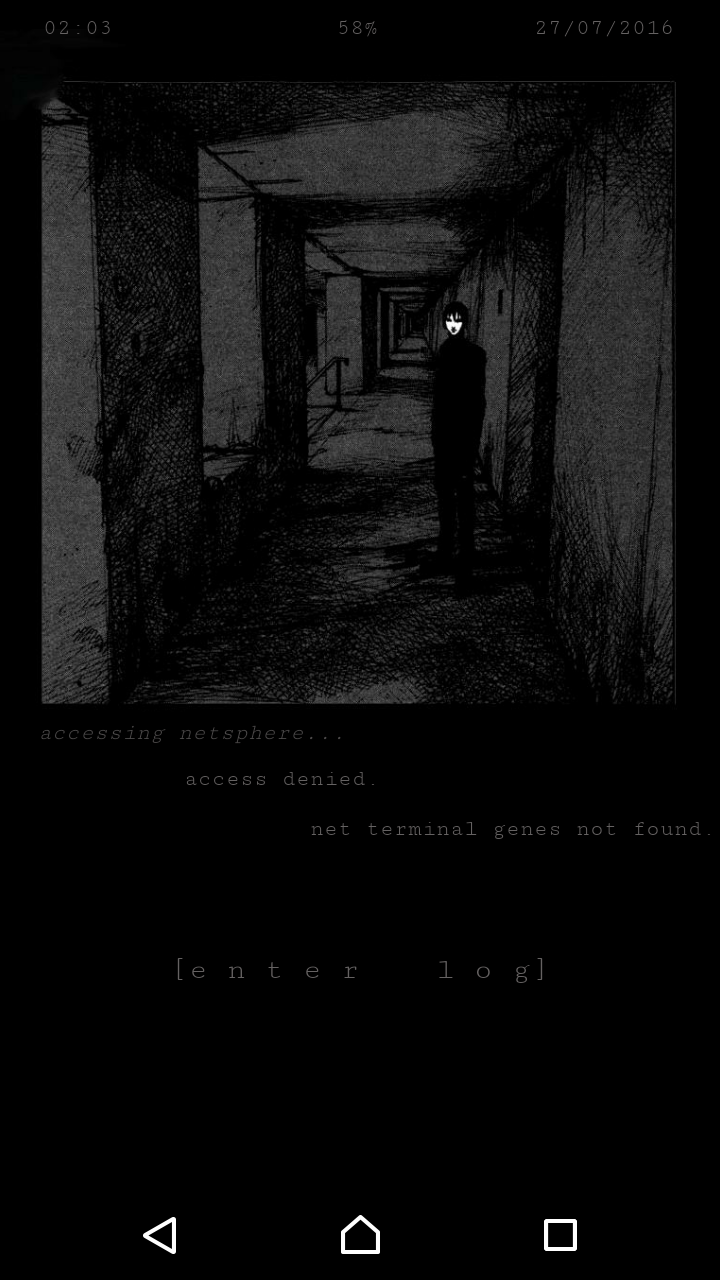 02:03 58% 27/07/2016
accessing netsphere...
access denied.
net terminal genes not found.
[enter log]